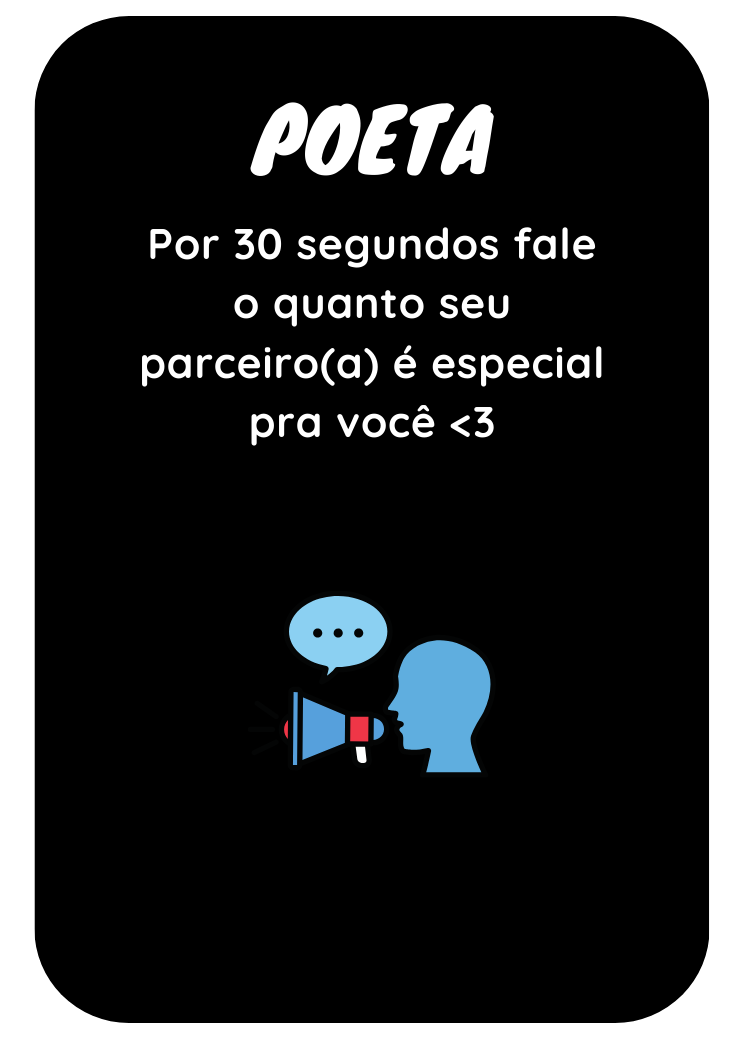 POETA
Por 30 segundos fale
o quanto seu
parceiro(a) é especial
pra você <3